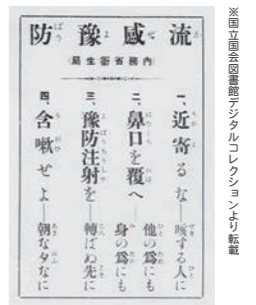 ※国立国会図書館デジタルコレクションより転載
流感豫防
(内務省衛生局)
一、近寄るな――咳する人に
二、鼻口を覆へ――他の爲にも
身の爲にも
三、豫防注射を――轉ばぬ先に
四、含嗽せよ――朝な夕なに